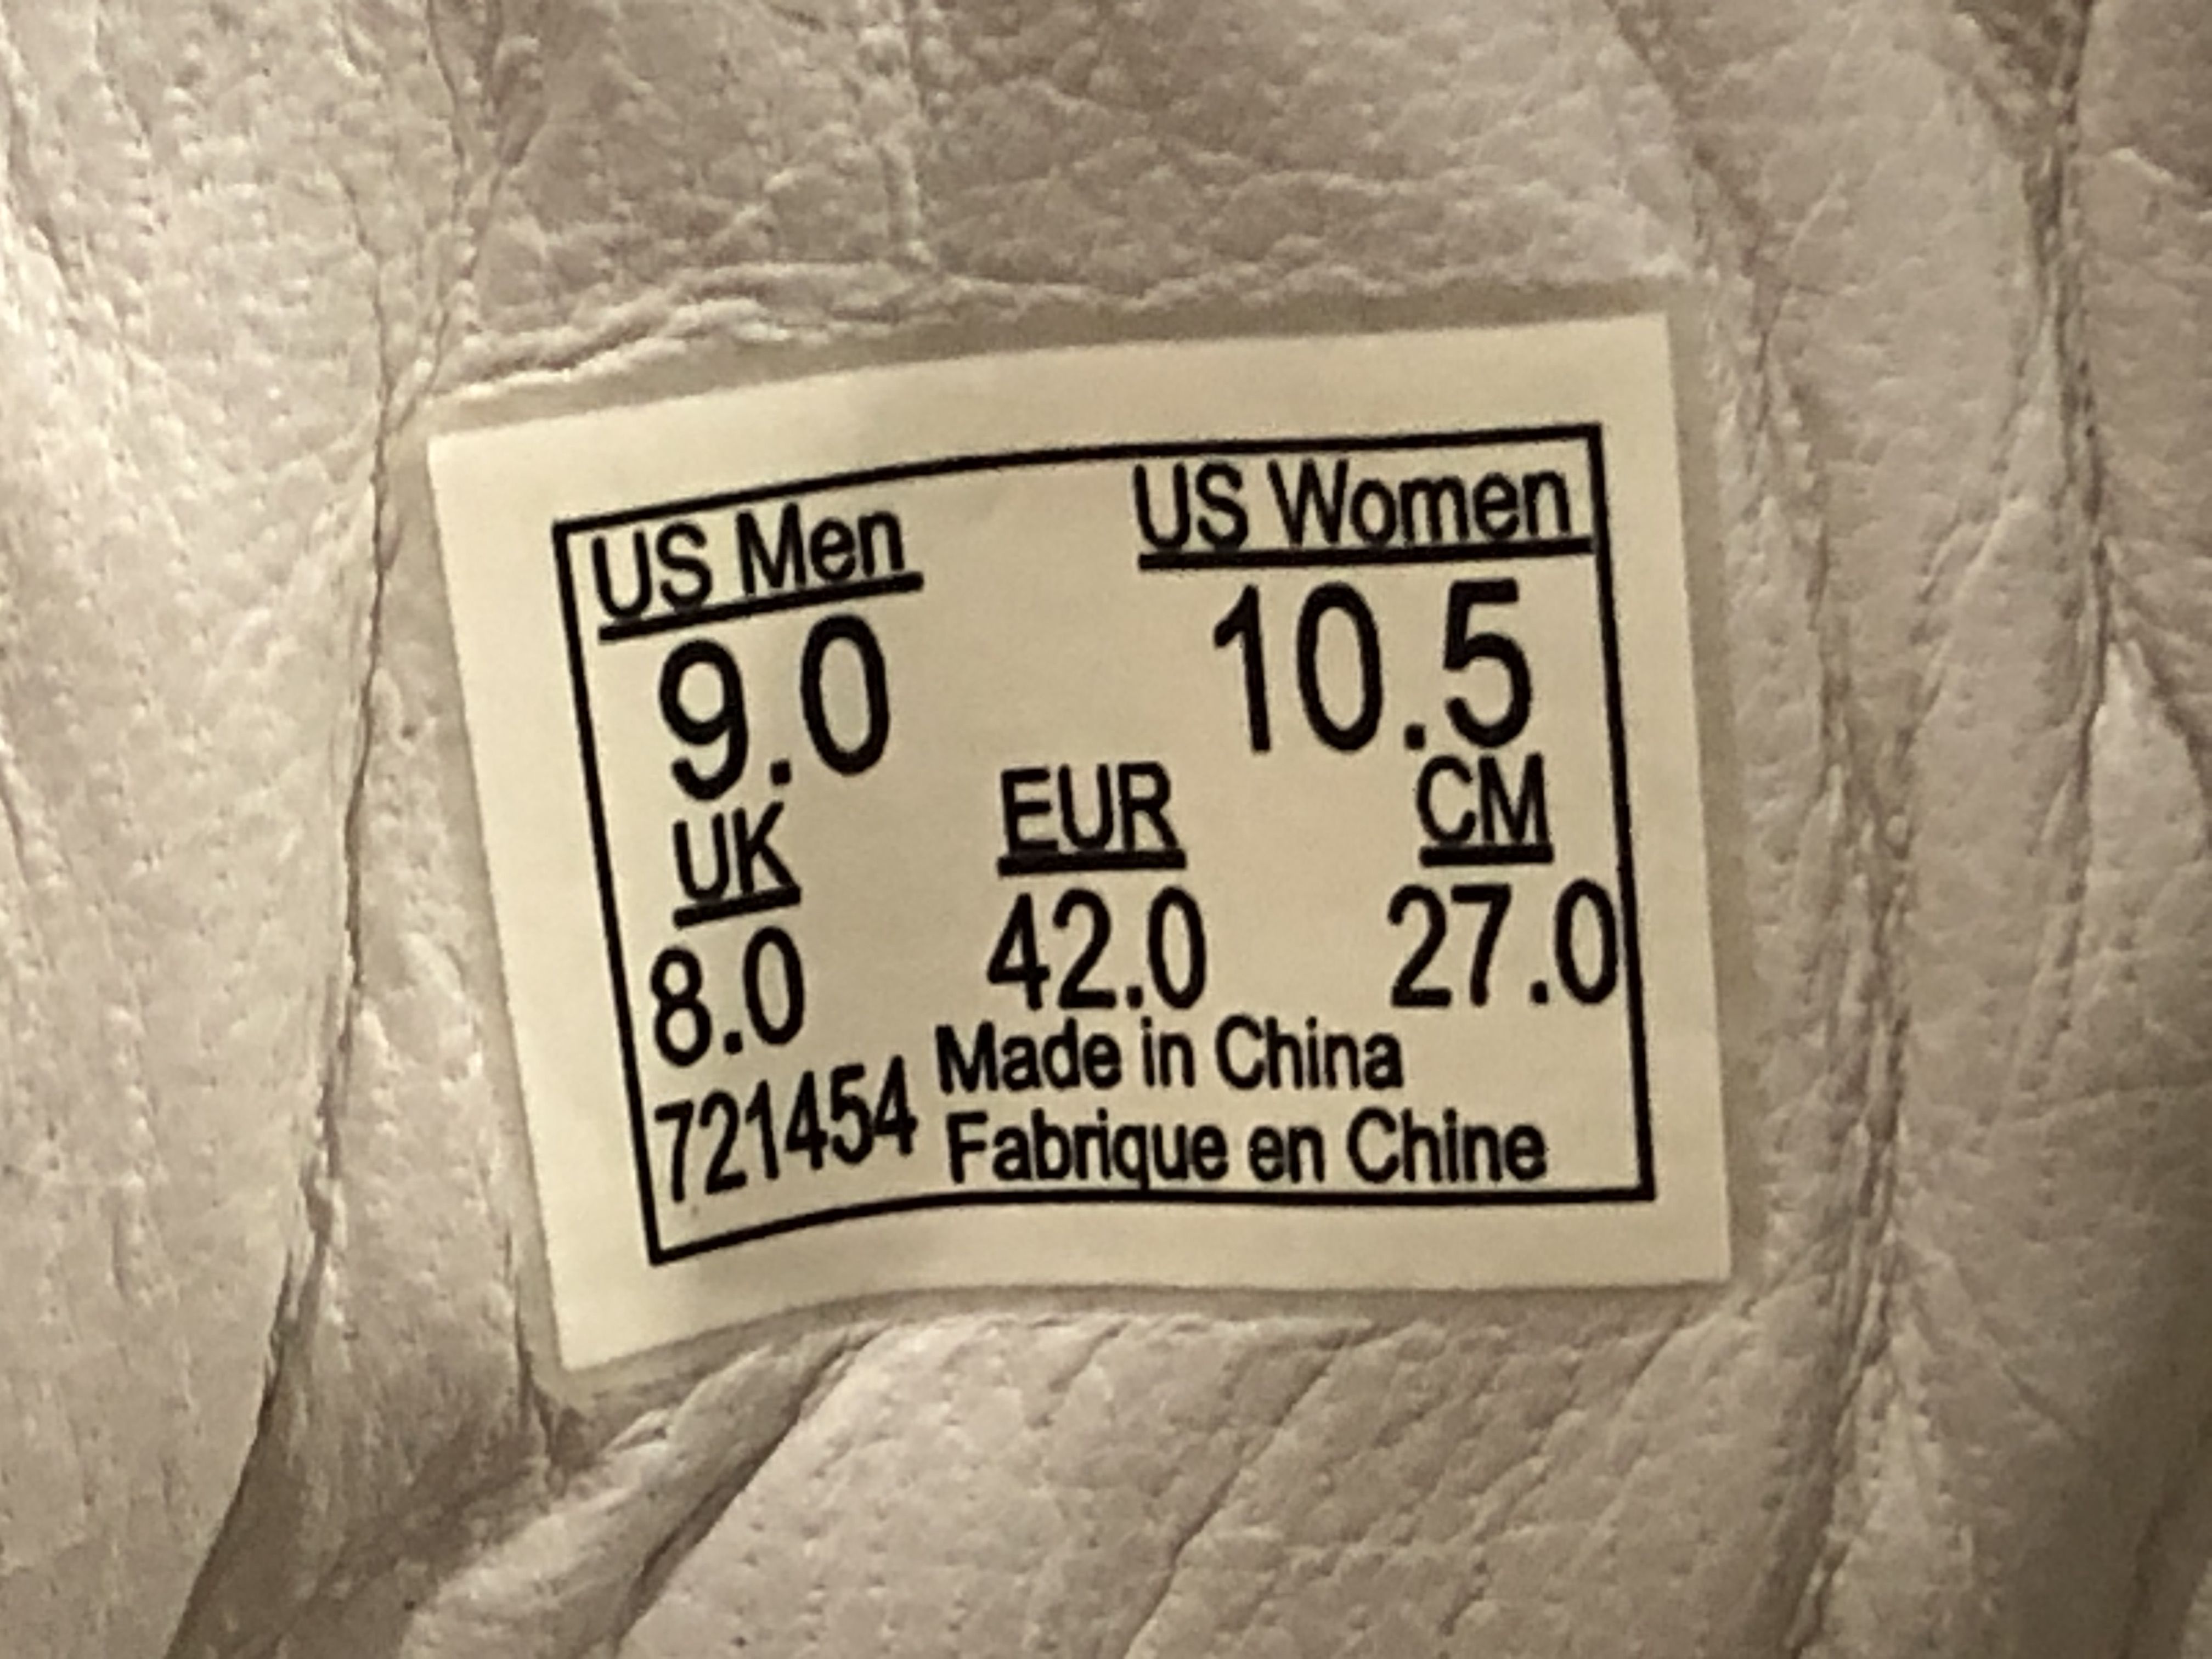 US Men US Women
9.0 10.5
UK EUR CM
8.0 42.0 27.0
721454 Made in China
Fabrique en Chine